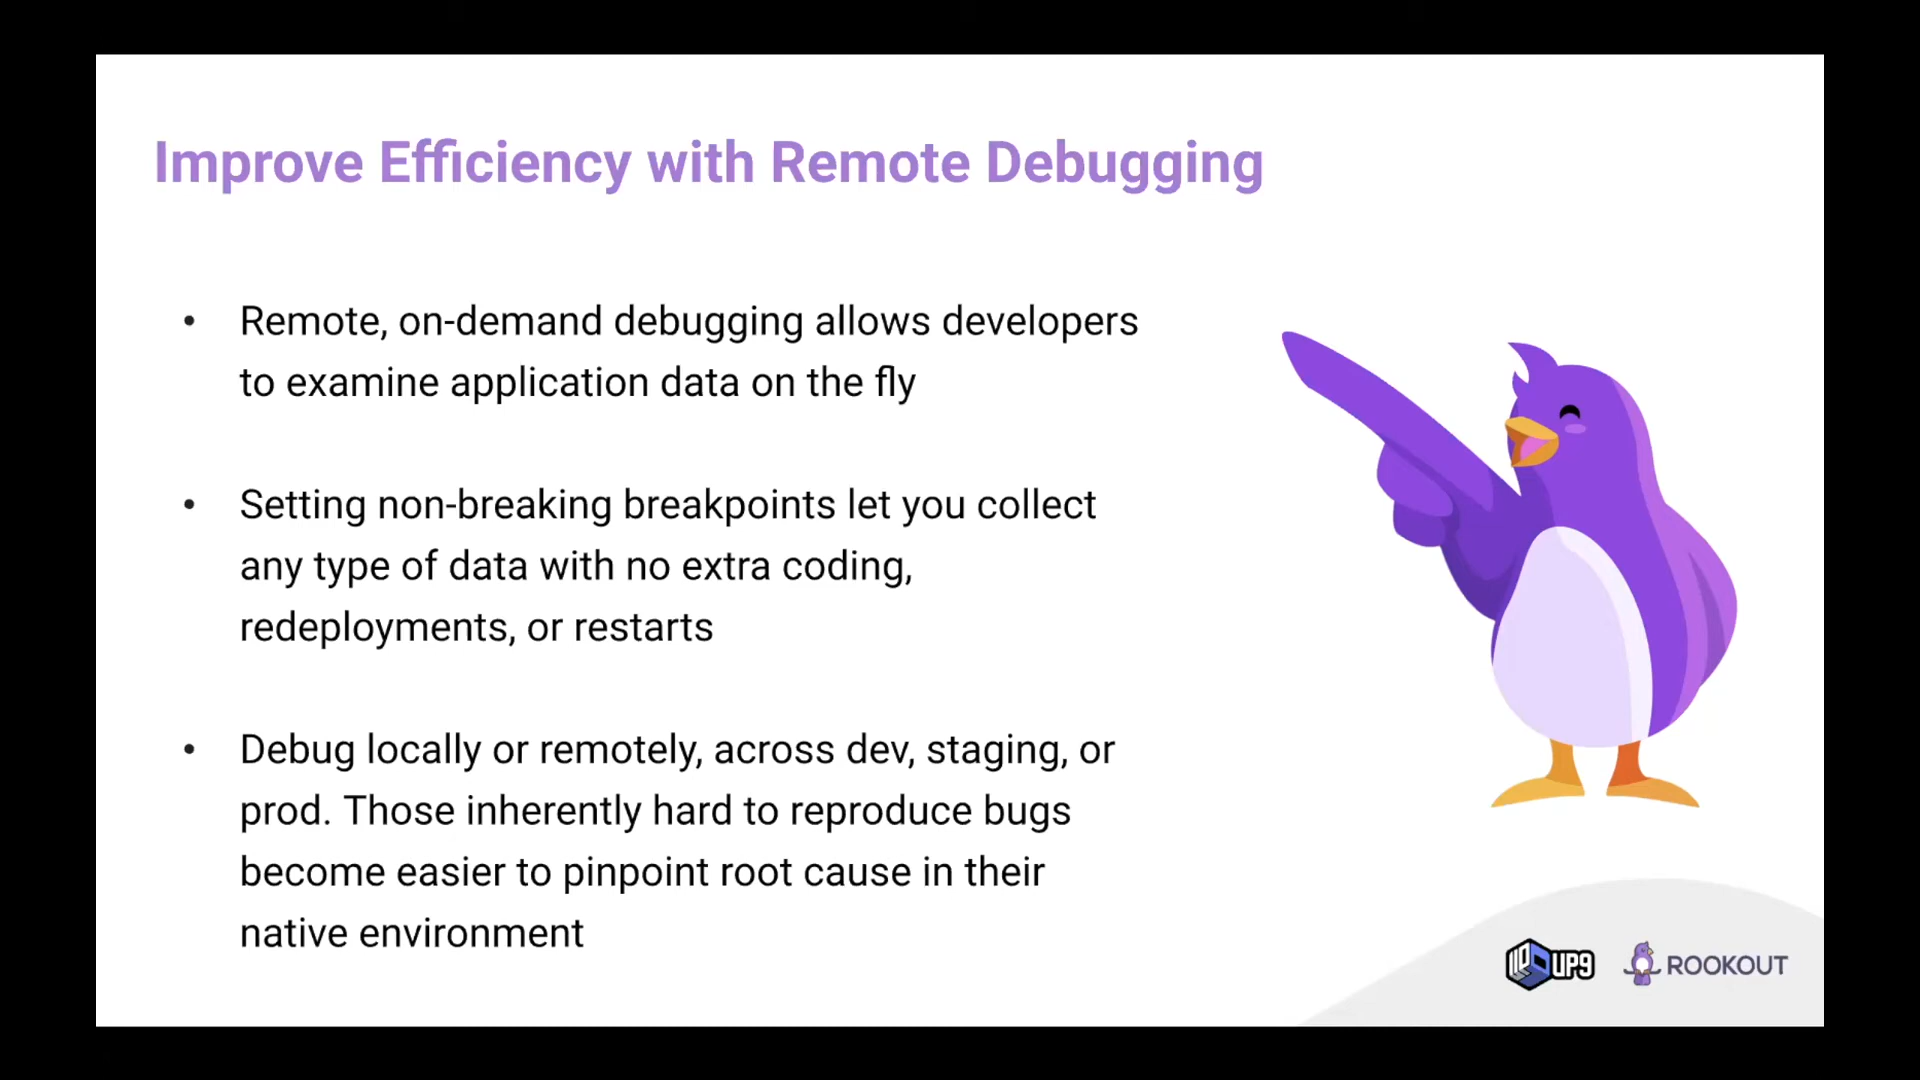 Improve Efficiency with Remote Debugging
• Remote, on-demand debugging allows developers
to examine application data on the fly
• Setting non-breaking breakpoints let you collect
any type of data with no extra coding,
redeployments, or restarts
• Debug locally or remotely, across dev, staging, or
prod. Those inherently hard to reproduce bugs
become easier to pinpoint root cause in their
native environment
UP9 ROOKOUT